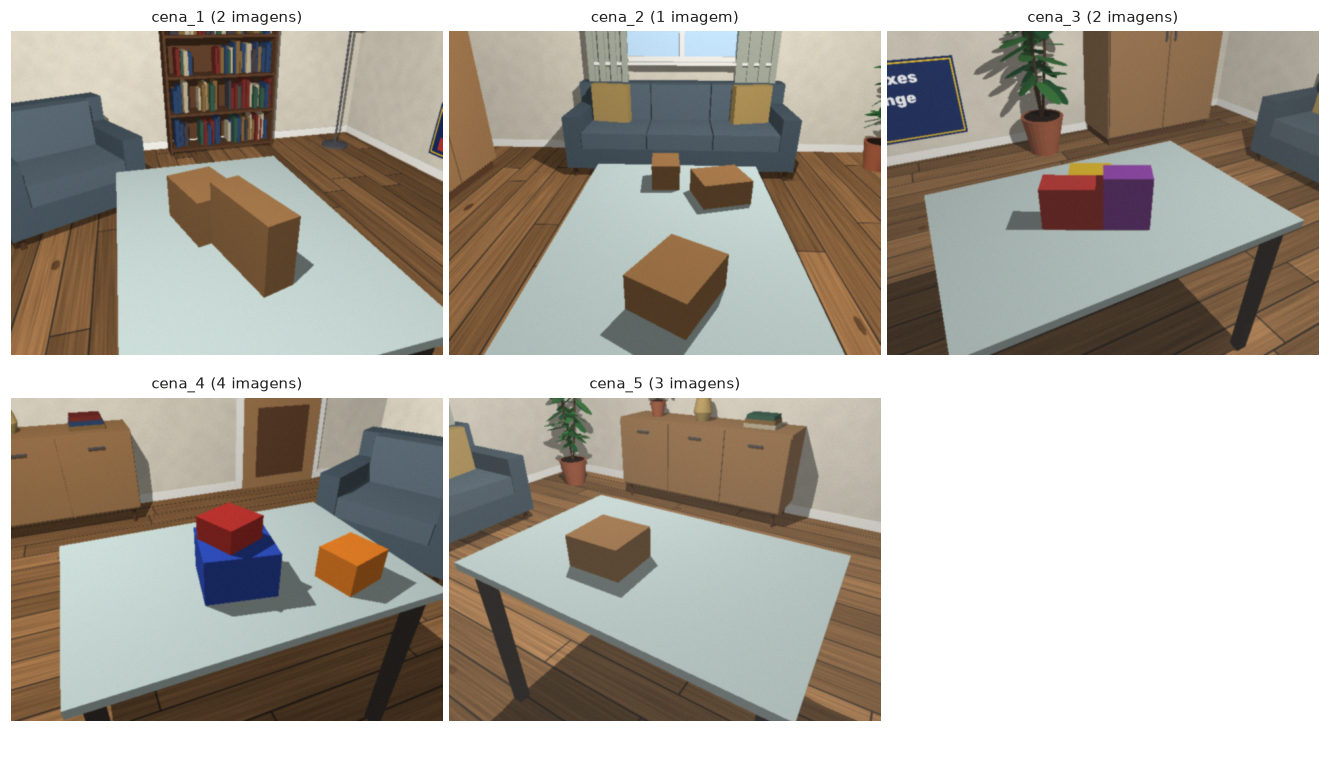 cena_1 (2 imagens)
cena_2 (1 imagem)
cena_3 (2 imagens)
xes
nge
cena_4 (4 imagens)
cena_5 (3 imagens)